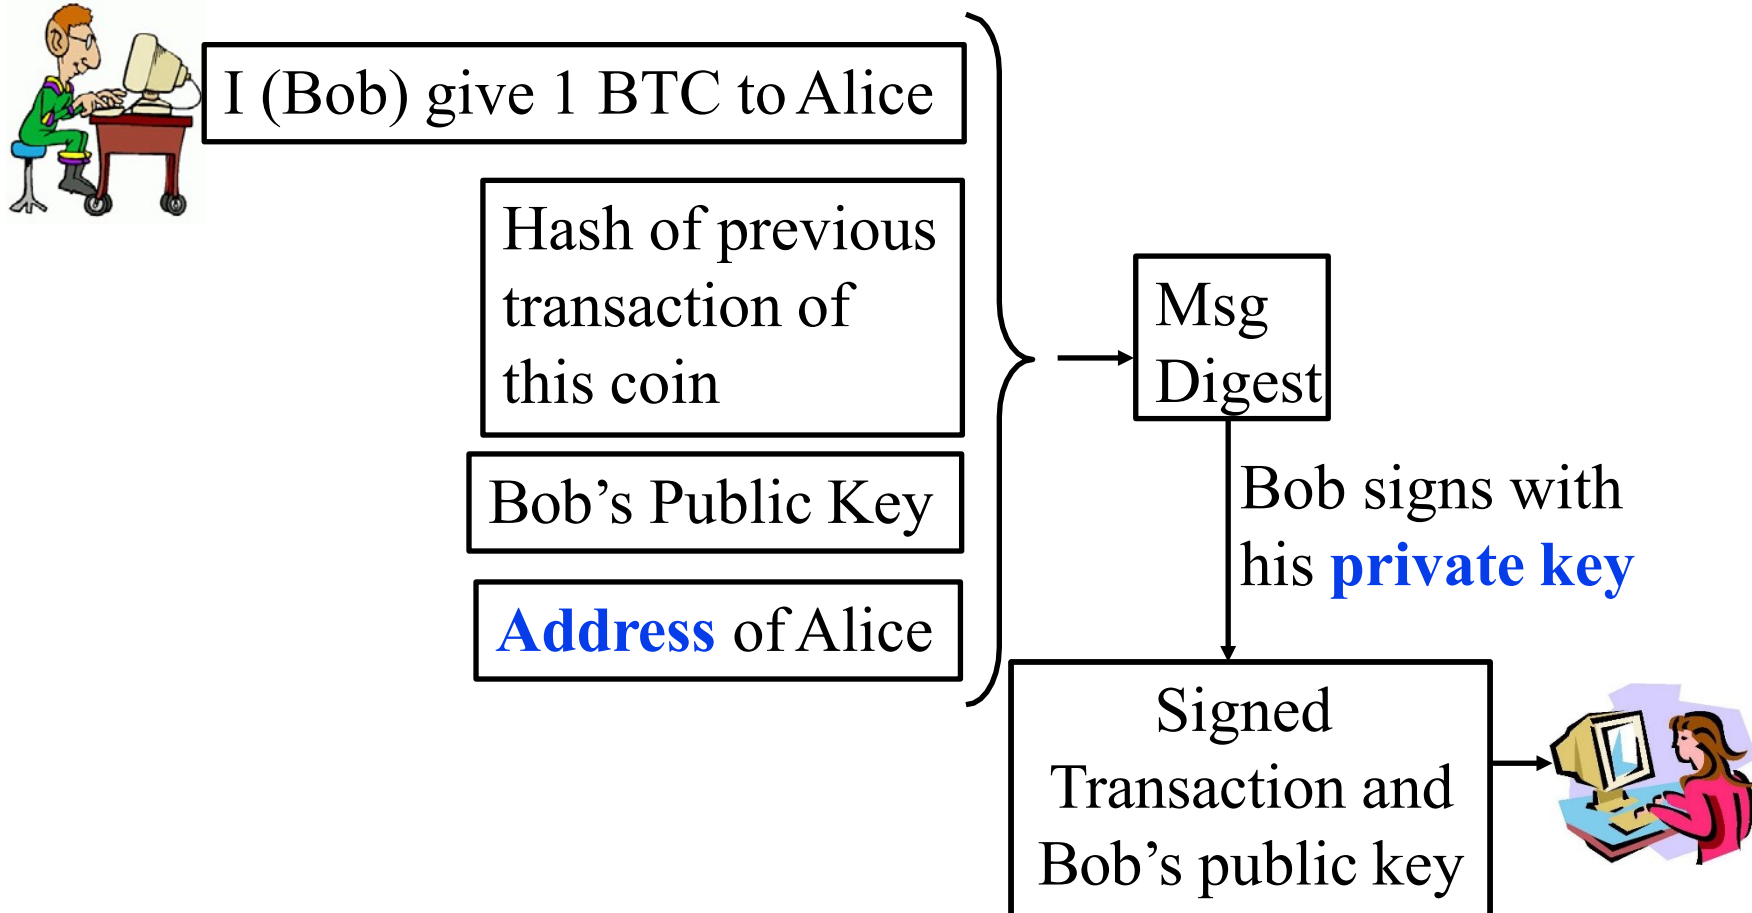 I (Bob) give 1 BTC to Alice
Hash of previous
transaction of
this coin
Bob’s Public Key
Address of Alice
Msg
Digest
Bob signs with
his private key
Signed
Transaction and
Bob’s public key